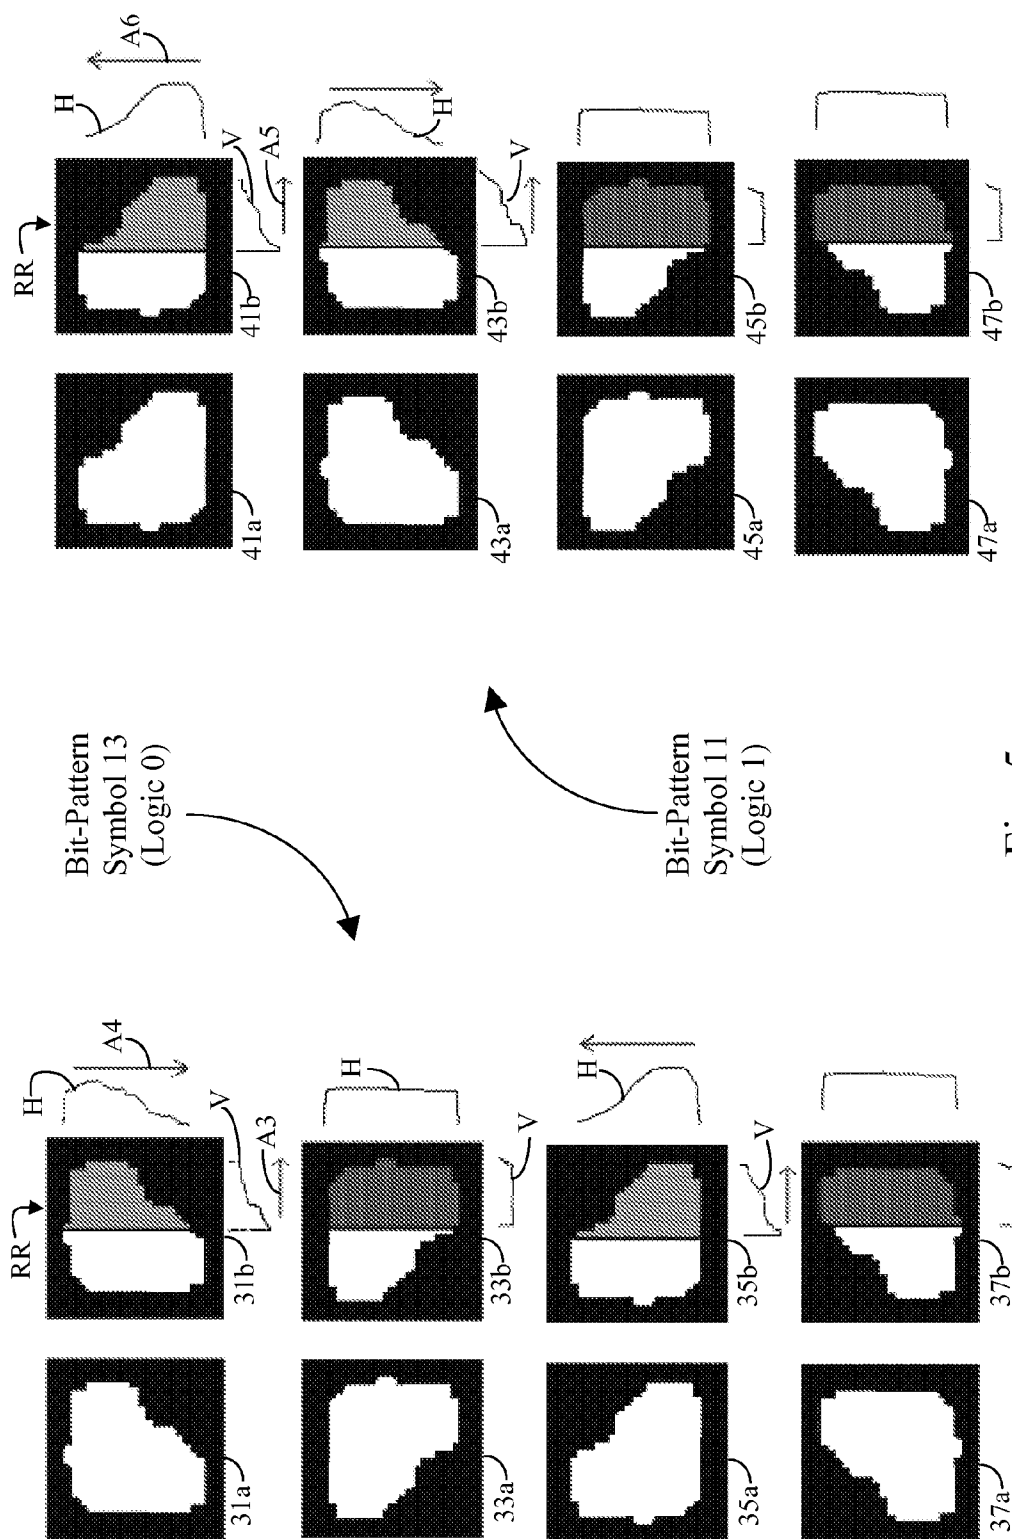 RR
H
A4
31a
31b
V
A3
H
33a
33b
V
H
35a
35b
V
37a
37b
Bit-Pattern
Symbol 13
(Logic 0)
Bit-Pattern
Symbol 11
(Logic 1)
RR
H
A6
41a
41b
V
A5
H
43a
43b
V
45a
45b
47a
47b